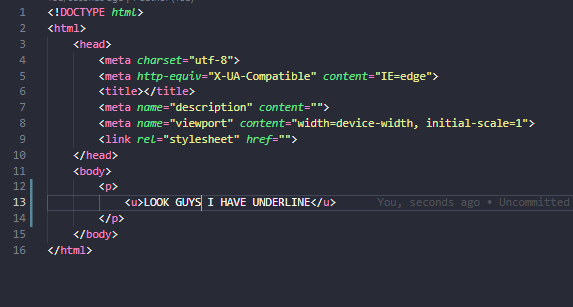 1 <!DOCTYPE html>
2 <html>
3 <head>
4 <meta charset="utf-8">
5 <meta http-equiv="X-UA-Compatible" content="IE=edge">
6 <title></title>
7 <meta name="description" content="">
8 <meta name="viewport" content="width=device-width, initial-scale=1">
9 <link rel="stylesheet" href="">
10 </head>
11 <body>
12 <p>
13 <u>LOOK GUYS I HAVE UNDERLINE</u> You, seconds ago • Uncommitted
14 </p>
15 </body>
16 </html>